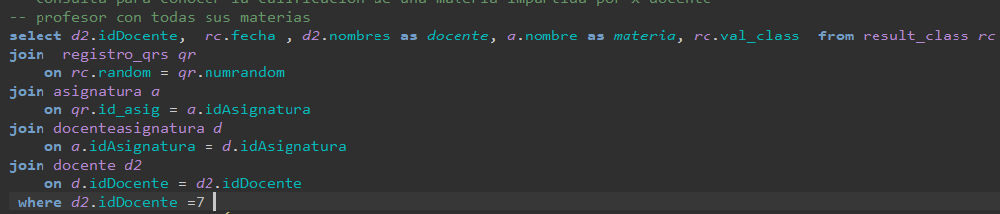 consulta para conocer la calificacion de una materia impartida por x docente
-- profesor con todas sus materias
select d2.idDocente,  rc.fecha , d2.nombres as docente, a.nombre as materia, rc.val_class  from result_class rc
join  registro_qrs qr
    on rc.random = qr.numrandom
join asignatura a
    on qr.id_asig = a.idAsignatura
join docenteasignatura d
    on a.idAsignatura = d.idAsignatura
join docente d2
    on d.idDocente = d2.idDocente
 where d2.idDocente =7